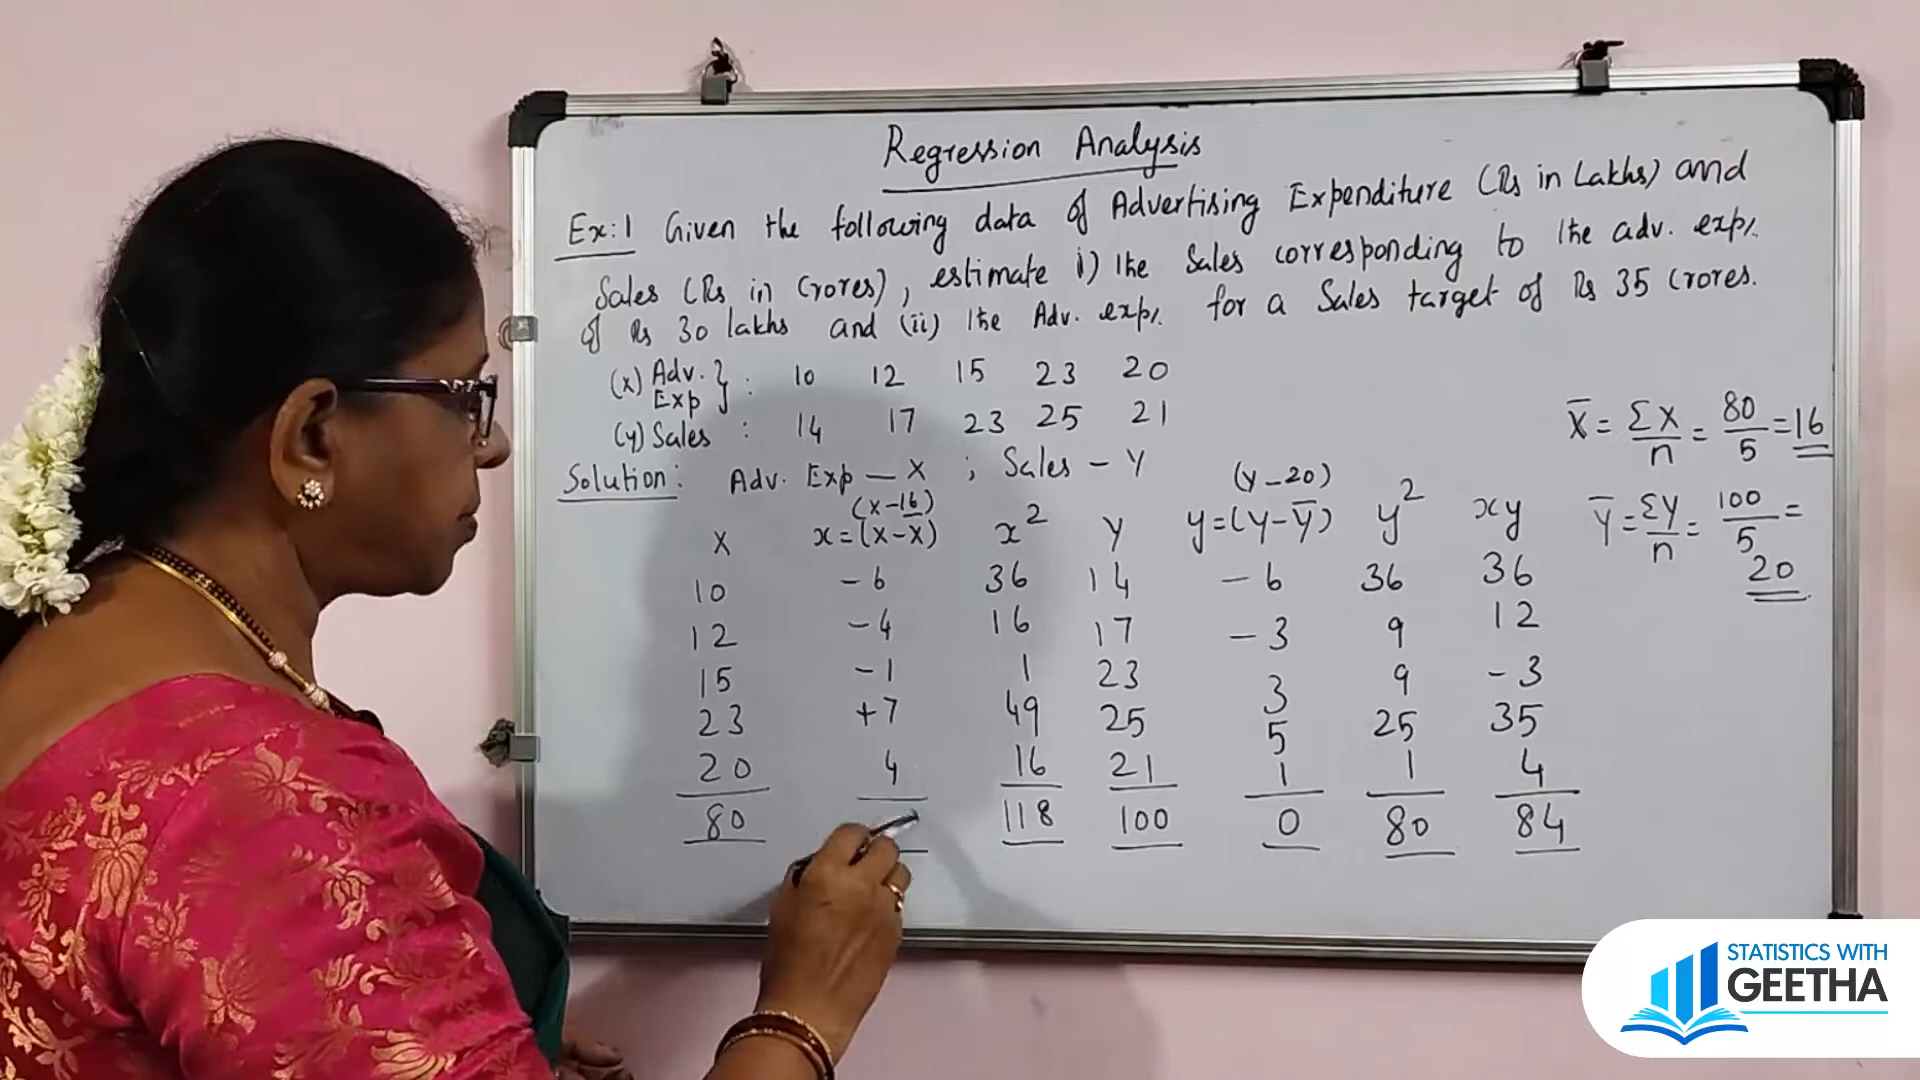 Regression Analysis
Ex:1 Given the following data of Advertising Expenditure (Rs in Lakhs) and
Sales (Rs in Crores), estimate i) the Sales corresponding to the adv. exp/.
of Rs 30 lakhs and (ii) the Adv. exp/. for a Sales target of Rs 35 crores.
(x) Adv. Exp } : 10 12 15 23 20
(y) Sales : 14 17 23 25 21
Solution: Adv. Exp — X ; Sales - Y
(x-16) (y-20)
X x=(X-X) x² Y y=(Y-Y̅) y² xy
10 -6 36 14 -6 36 36
12 -4 16 17 -3 9 12
15 -1 1 23 3 9 -3
23 +7 49 25 5 25 35
20 4 16 21 1 1 4
80 118 100 0 80 84
X̅ = ΣX/n = 80/5 = 16
Y̅ = ΣY/n = 100/5 =
20
STATISTICS WITH
GEETHA